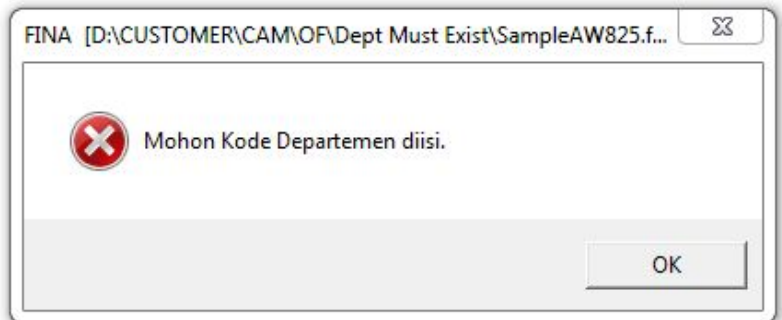 FINA [D:\CUSTOMER\CAM\OF\Dept Must Exist\SampleAW825.f...
Mohon Kode Departemen diisi.
OK